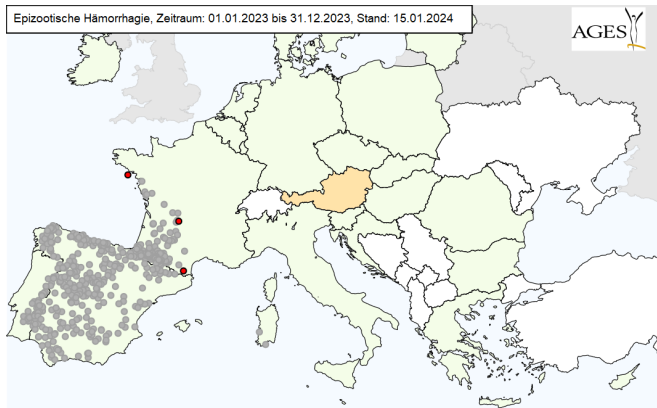 Epizootische Hämorrhagie, Zeitraum: 01.01.2023 bis 31.12.2023, Stand: 15.01.2024
AGES